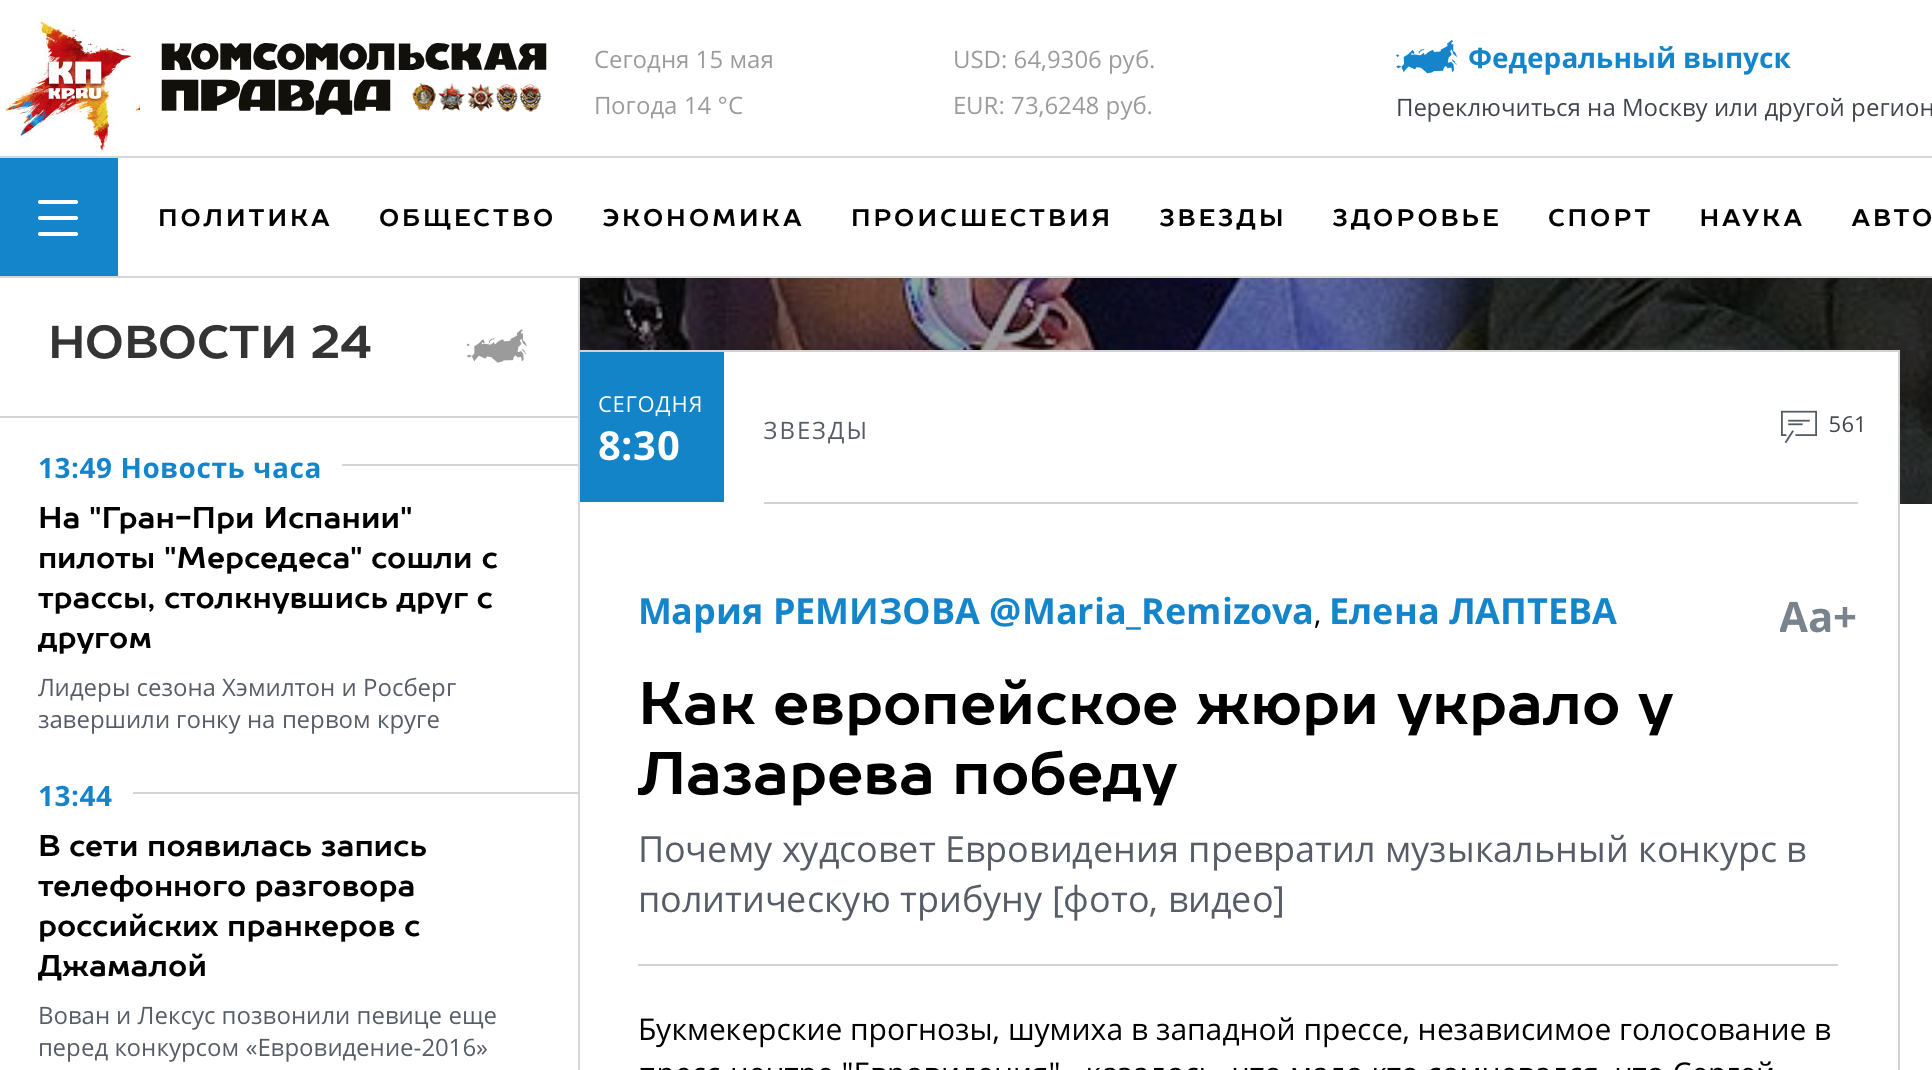 КП
KP.RU
КОМСОМОЛЬСКАЯ
ПРАВДА
Сегодня 15 мая
Погода 14 °C
USD: 64,9306 руб.
EUR: 73,6248 руб.
Федеральный выпуск
Переключиться на Москву или другой регион
ПОЛИТИКА ОБЩЕСТВО ЭКОНОМИКА ПРОИСШЕСТВИЯ ЗВЕЗДЫ ЗДОРОВЬЕ СПОРТ НАУКА АВТО
НОВОСТИ 24
13:49 Новость часа
На "Гран-При Испании"
пилоты "Мерседеса" сошли с
трассы, столкнувшись друг с
другом
Лидеры сезона Хэмилтон и Росберг
завершили гонку на первом круге
13:44
В сети появилась запись
телефонного разговора
российских пранкеров с
Джамалой
Вован и Лексус позвонили певице еще
перед конкурсом «Евровидение-2016»
СЕГОДНЯ
8:30
ЗВЕЗДЫ
561
Мария РЕМИЗОВА @Maria_Remizova, Елена ЛАПТЕВА
Aa+
Как европейское жюри украло у
Лазарева победу
Почему худсовет Евровидения превратил музыкальный конкурс в
политическую трибуну [фото, видео]
Букмекерские прогнозы, шумиха в западной прессе, независимое голосование в